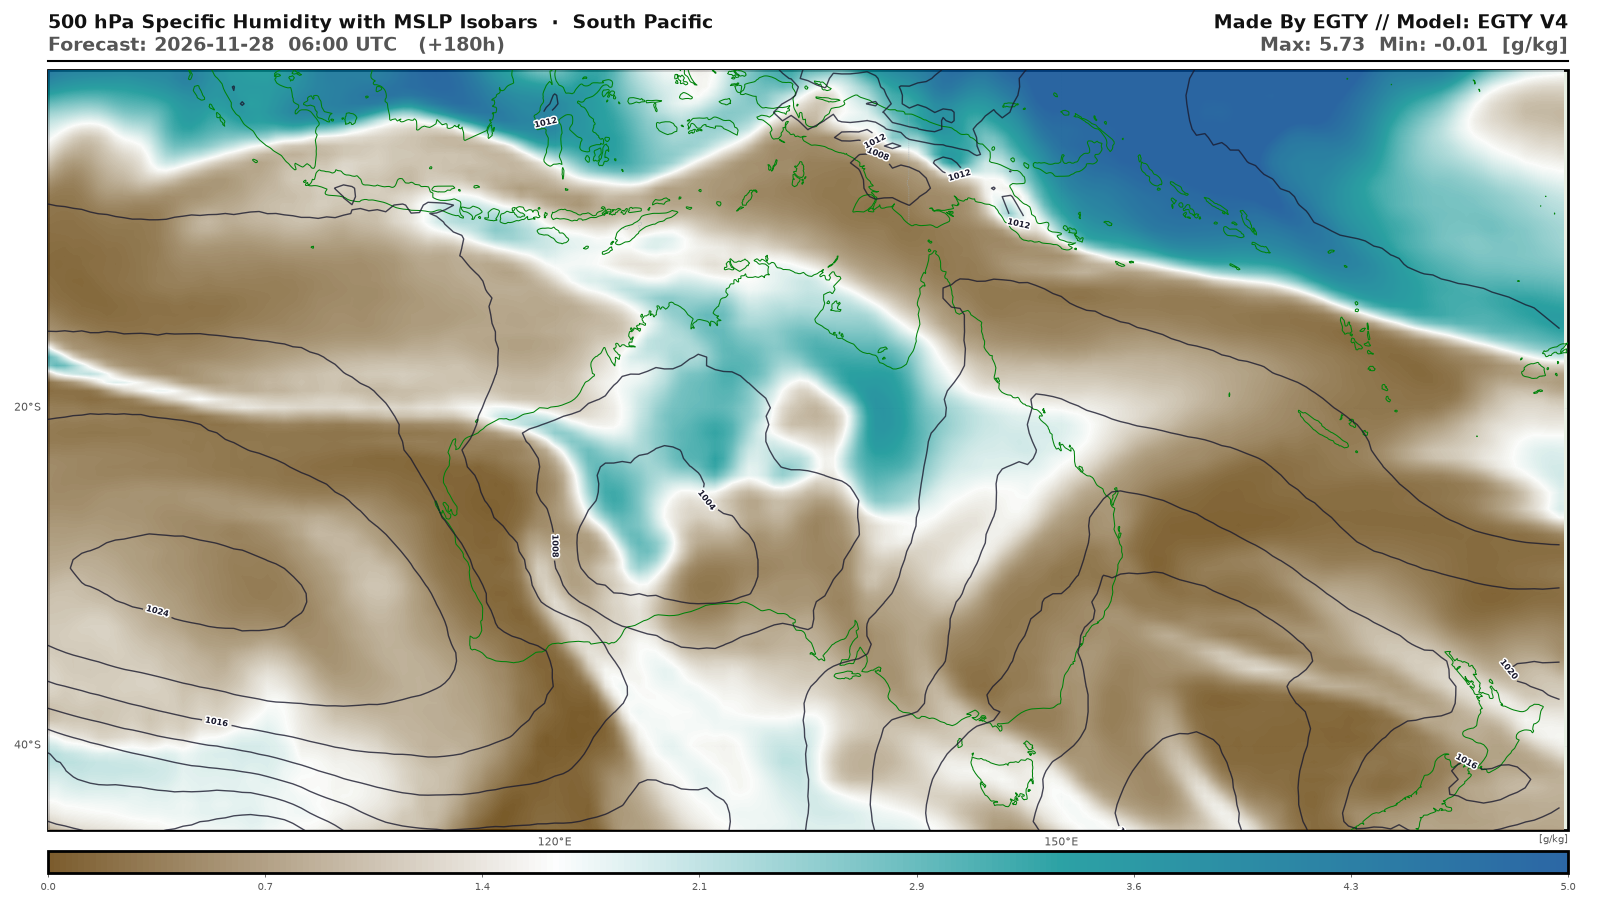 500 hPa Specific Humidity with MSLP Isobars · South Pacific
Made By EGTY // Model: EGTY V4
Forecast: 2026-11-28 06:00 UTC (+180h)
Max: 5.73 Min: -0.01 [g/kg]
1012
1012
1008
1012
1012
20°S
1004
1008
1024
1020
1016
40°S
1016
120°E
150°E
[g/kg]
0.0
0.7
1.4
2.1
2.9
3.6
4.3
5.0